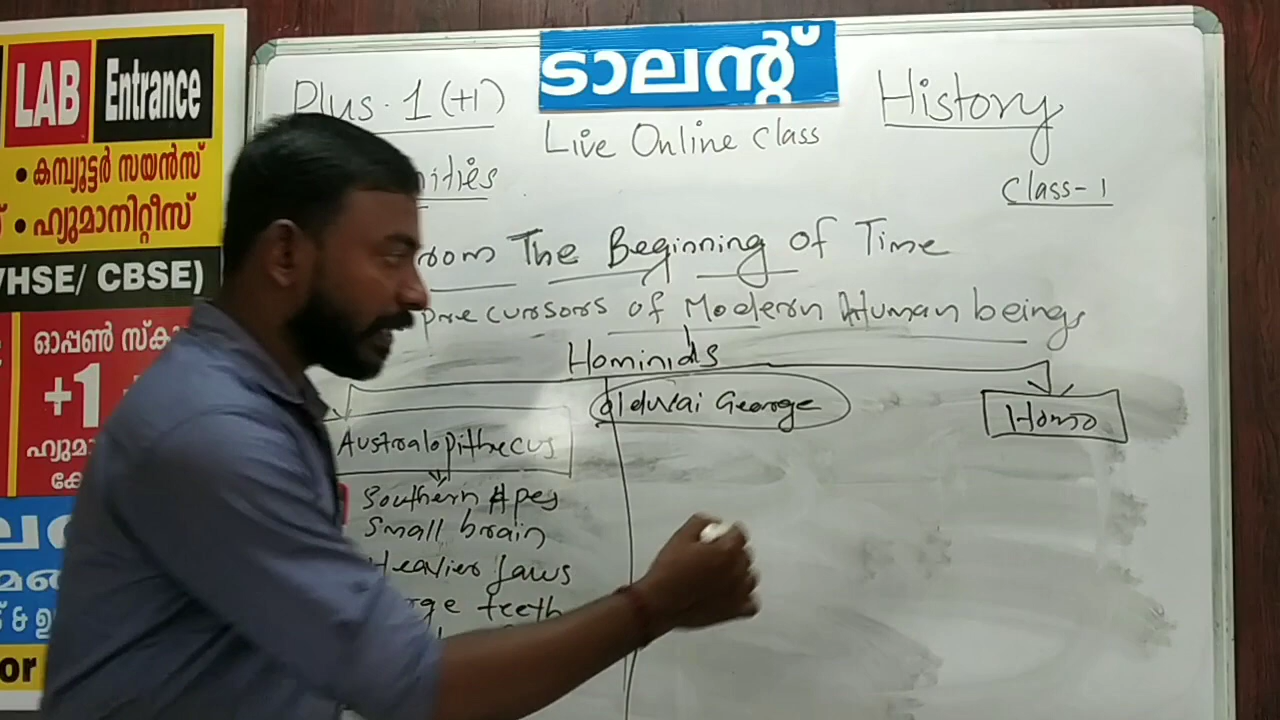 LAB Entrance
• കമ്പ്യൂട്ടർ സയൻസ്
• ഹ്യുമാനിറ്റീസ്
VHSE/ CBSE)
ഓപ്പൺ
+1
ടാലന്റ്
Plus.1 (+1)
Live Online Class
History
Class-1
The Beginning of Time
precursors of Modern Human beings
Hominids
Olduvai George
Homo
Australopithecus
Southern Apes
Small brain
Heavier Jaws
teeth